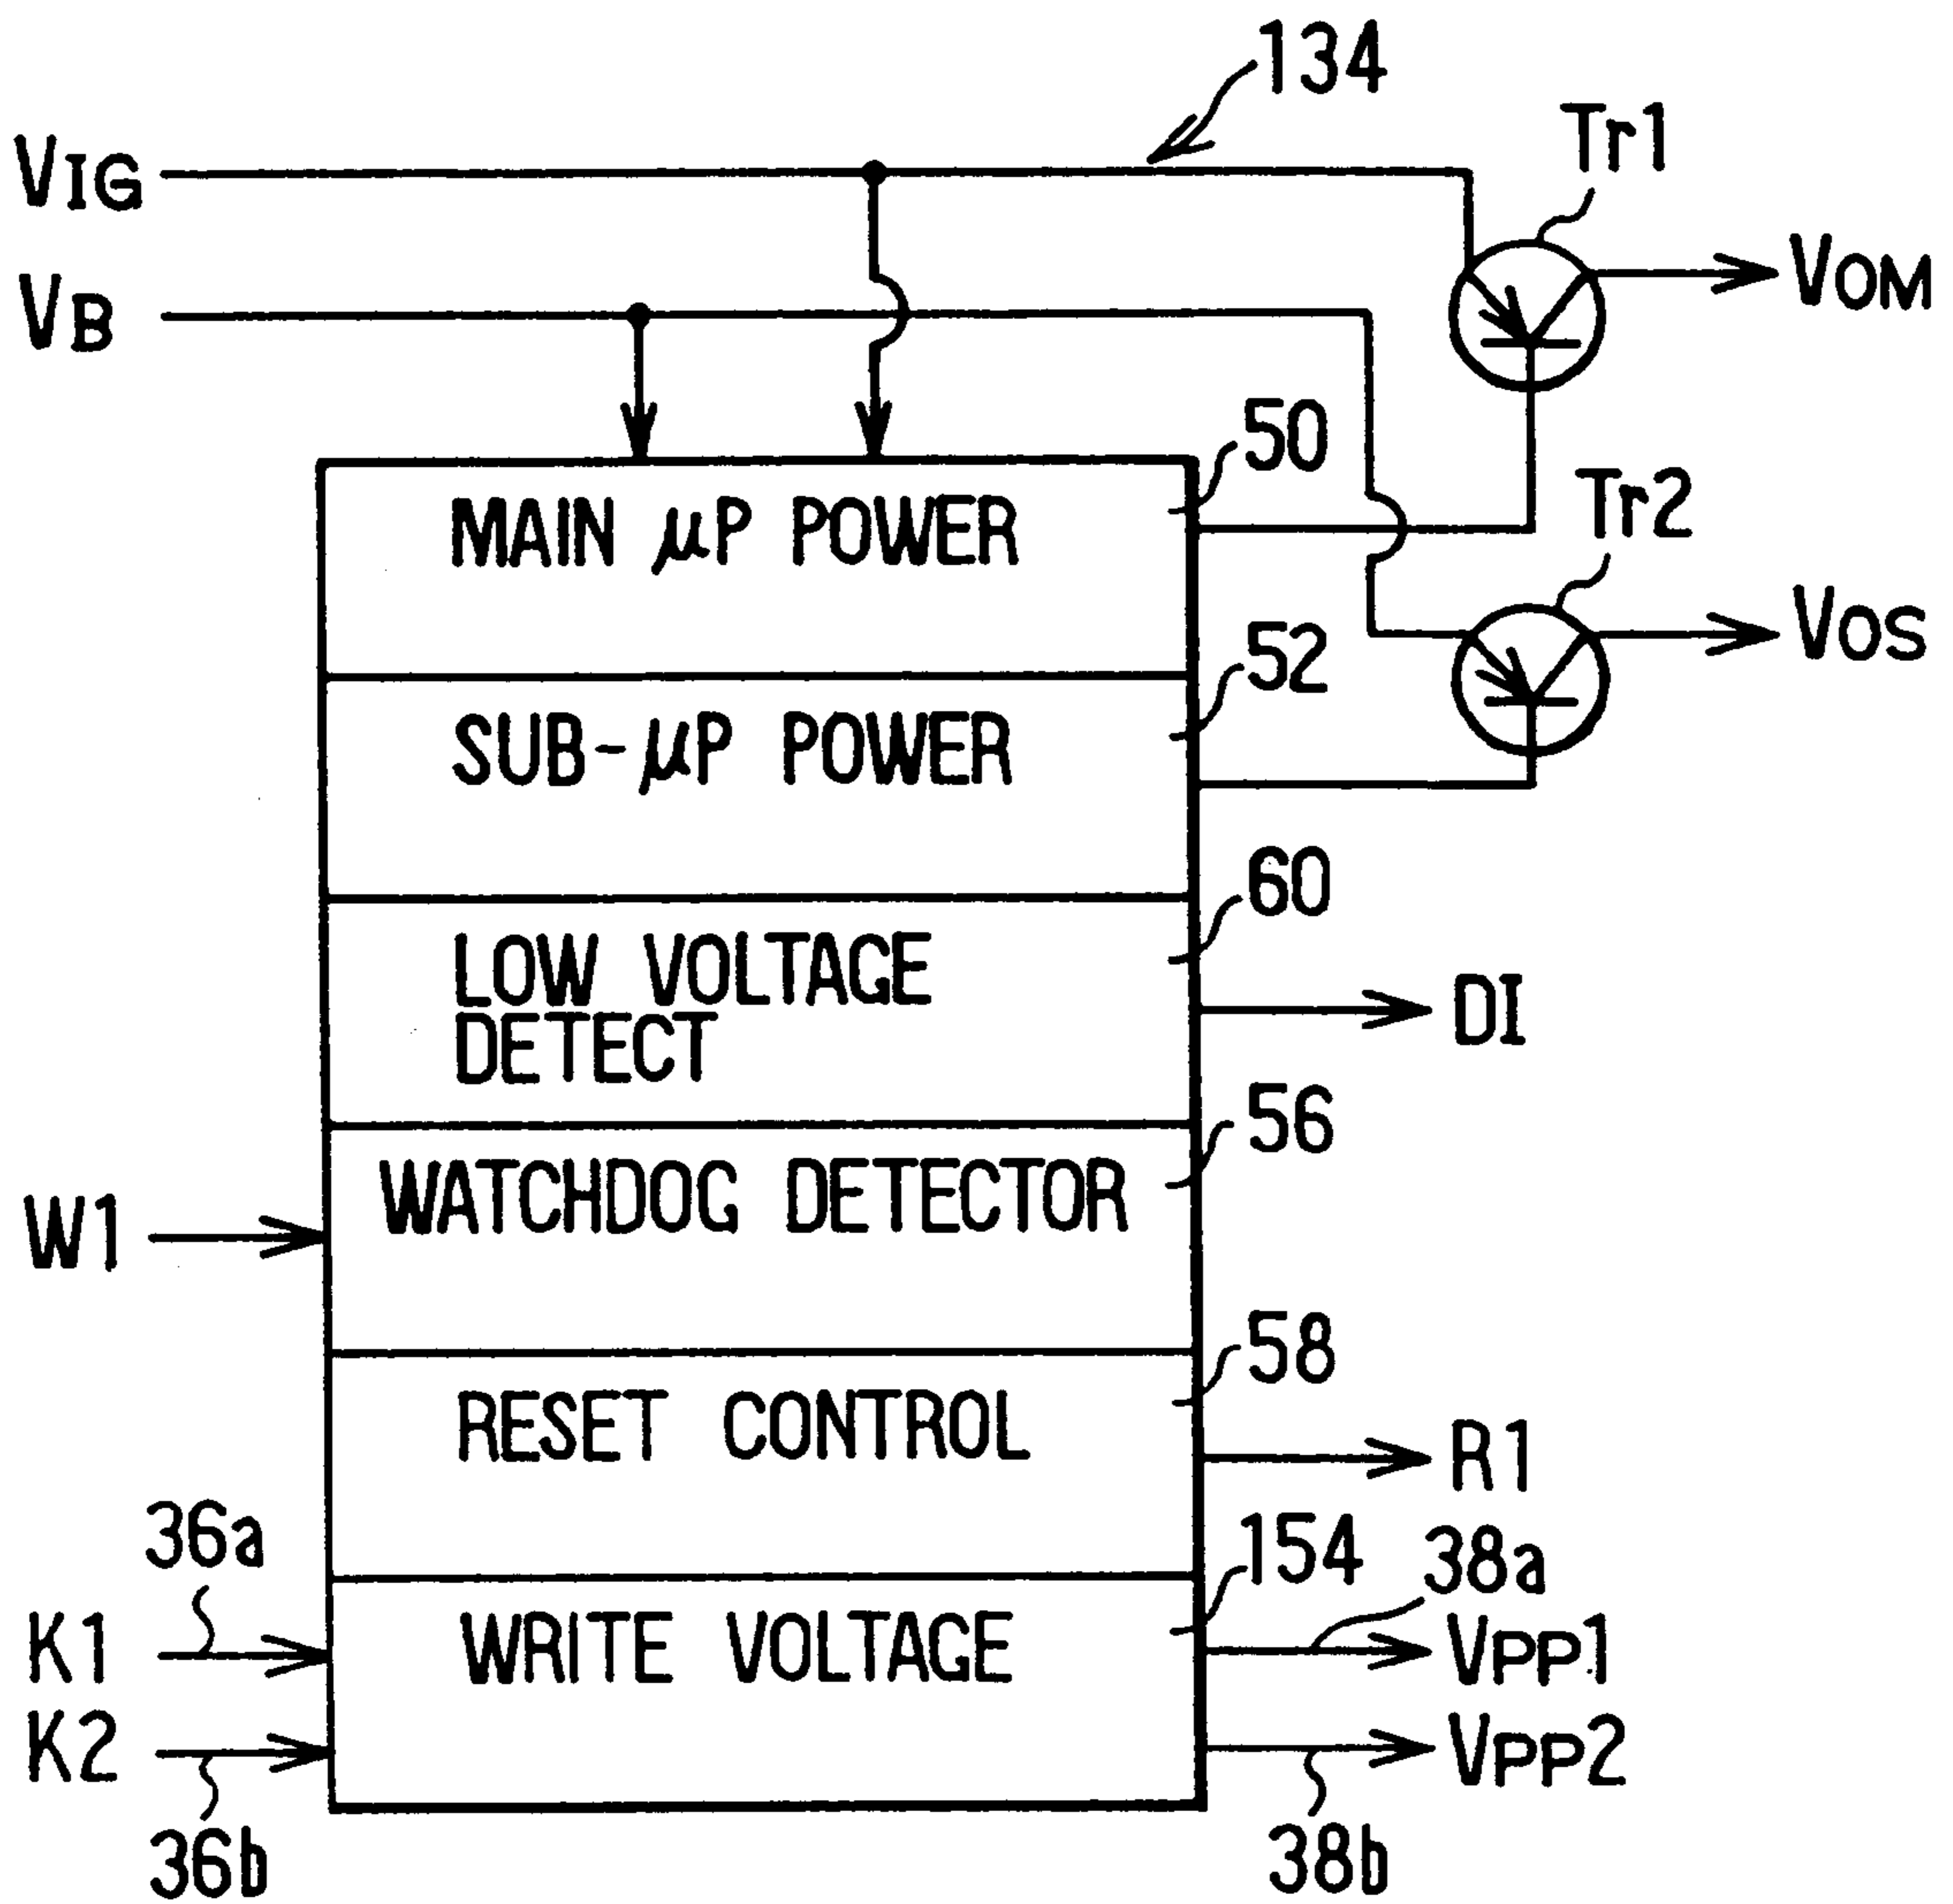 134
Tr1
VIG
VOM
VB
50
MAIN μP POWER
Tr2
52
VOS
SUB-μP POWER
60
LOW VOLTAGE
DETECT
DI
56
WATCHDOG DETECTOR
W1
58
RESET CONTROL
R1
36a
154
38a
K1
WRITE VOLTAGE
VPP1
K2
VPP2
36b
38b